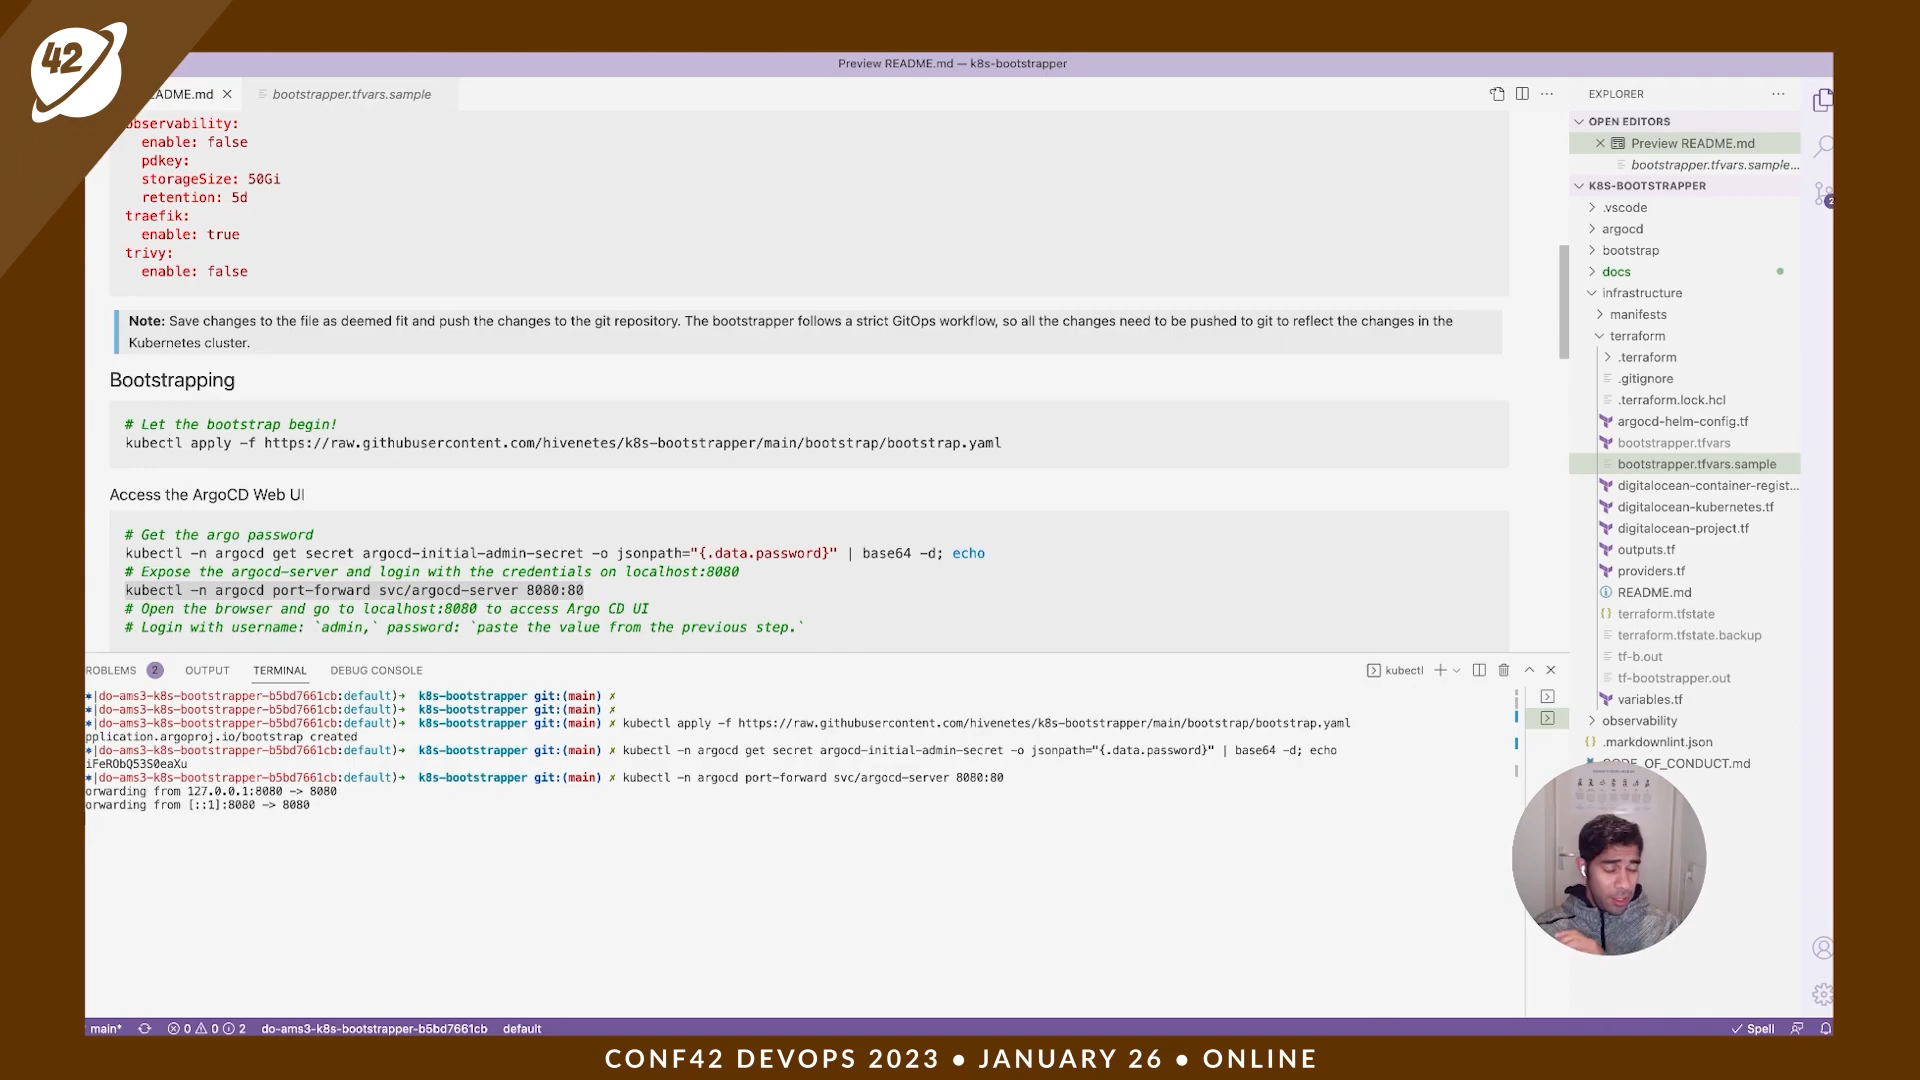 42
Preview README.md — k8s-bootstrapper
ADME.md
bootstrapper.tfvars.sample
observability:
enable: false
pdkey:
storageSize: 50Gi
retention: 5d
traefik:
enable: true
trivy:
enable: false
Note: Save changes to the file as deemed fit and push the changes to the git repository. The bootstrapper follows a strict GitOps workflow, so all the changes need to be pushed to git to reflect the changes in the
Kubernetes cluster.
Bootstrapping
# Let the bootstrap begin!
kubectl apply -f https://raw.githubusercontent.com/hivenetes/k8s-bootstrapper/main/bootstrap/bootstrap.yaml
Access the ArgoCD Web UI
# Get the argo password
kubectl -n argocd get secret argocd-initial-admin-secret -o jsonpath="{.data.password}" | base64 -d; echo
# Expose the argocd-server and login with the credentials on localhost:8080
kubectl -n argocd port-forward svc/argocd-server 8080:80
# Open the browser and go to localhost:8080 to access Argo CD UI
# Login with username: `admin,` password: `paste the value from the previous step.`
ROBLEMS 2 OUTPUT TERMINAL DEBUG CONSOLE
kubectl
✱|do-ams3-k8s-bootstrapper-b5bd7661cb:default)→ k8s-bootstrapper git:(main) ✗
✱|do-ams3-k8s-bootstrapper-b5bd7661cb:default)→ k8s-bootstrapper git:(main) ✗
✱|do-ams3-k8s-bootstrapper-b5bd7661cb:default)→ k8s-bootstrapper git:(main) ✗ kubectl apply -f https://raw.githubusercontent.com/hivenetes/k8s-bootstrapper/main/bootstrap/bootstrap.yaml
pplication.argoproj.io/bootstrap created
✱|do-ams3-k8s-bootstrapper-b5bd7661cb:default)→ k8s-bootstrapper git:(main) ✗ kubectl -n argocd get secret argocd-initial-admin-secret -o jsonpath="{.data.password}" | base64 -d; echo
iFeRObQ53S0eaXu
✱|do-ams3-k8s-bootstrapper-b5bd7661cb:default)→ k8s-bootstrapper git:(main) ✗ kubectl -n argocd port-forward svc/argocd-server 8080:80
orwarding from 127.0.0.1:8080 -> 8080
orwarding from [::1]:8080 -> 8080
EXPLORER
OPEN EDITORS
Preview README.md
bootstrapper.tfvars.sample...
K8S-BOOTSTRAPPER
.vscode
argocd
bootstrap
docs
infrastructure
manifests
terraform
.terraform
.gitignore
.terraform.lock.hcl
argocd-helm-config.tf
bootstrapper.tfvars
bootstrapper.tfvars.sample
digitalocean-container-regist...
digitalocean-kubernetes.tf
digitalocean-project.tf
outputs.tf
providers.tf
README.md
terraform.tfstate
terraform.tfstate.backup
tf-b.out
tf-bootstrapper.out
variables.tf
observability
.markdownlint.json
CODE_OF_CONDUCT.md
2
main* 0 0 2 do-ams3-k8s-bootstrapper-b5bd7661cb default
Spell
CONF42 DEVOPS 2023 • JANUARY 26 • ONLINE